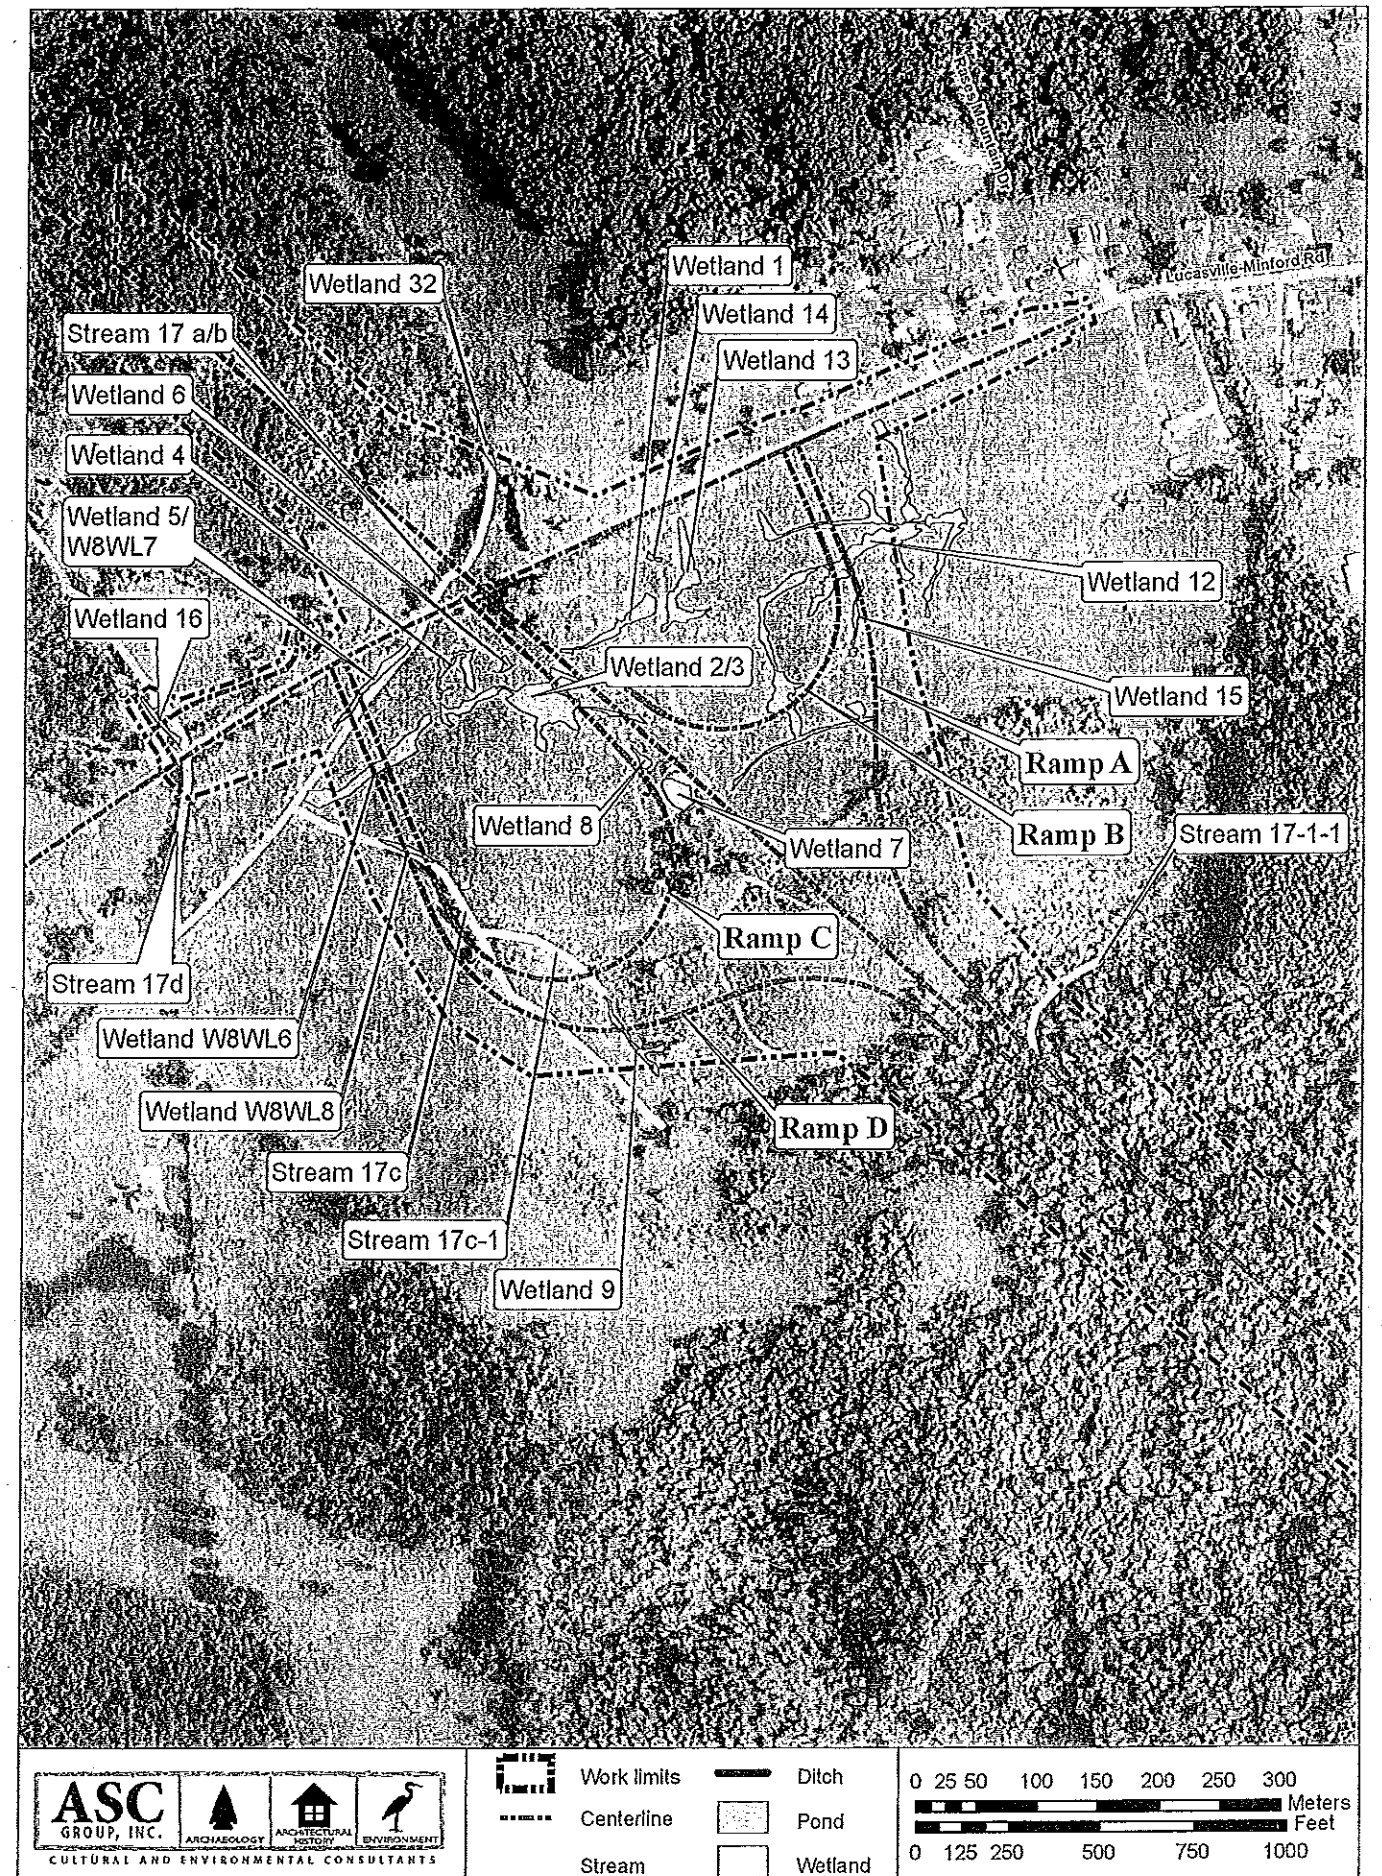 Lucasville-Minford Rd
Wetland 1
Wetland 32
Wetland 14
Stream 17 a/b
Wetland 13
Wetland 6
Wetland 4
Wetland 5/
W8WL7
Wetland 12
Wetland 16
Wetland 2/3
Wetland 15
Ramp A
Wetland 8
Ramp B
Stream 17-1-1
Wetland 7
Ramp C
Stream 17d
Wetland W8WL6
Wetland W8WL8
Ramp D
Stream 17c
Stream 17c-1
Wetland 9
ASC
GROUP, INC.
ARCHAEOLOGY
ARCHITECTURAL
HISTORY
ENVIRONMENT
CULTURAL AND ENVIRONMENTAL CONSULTANTS
Work limits
Ditch
Centerline
Pond
Stream
Wetland
0 25 50 100 150 200 250 300
Meters
Feet
0 125 250 500 750 1000